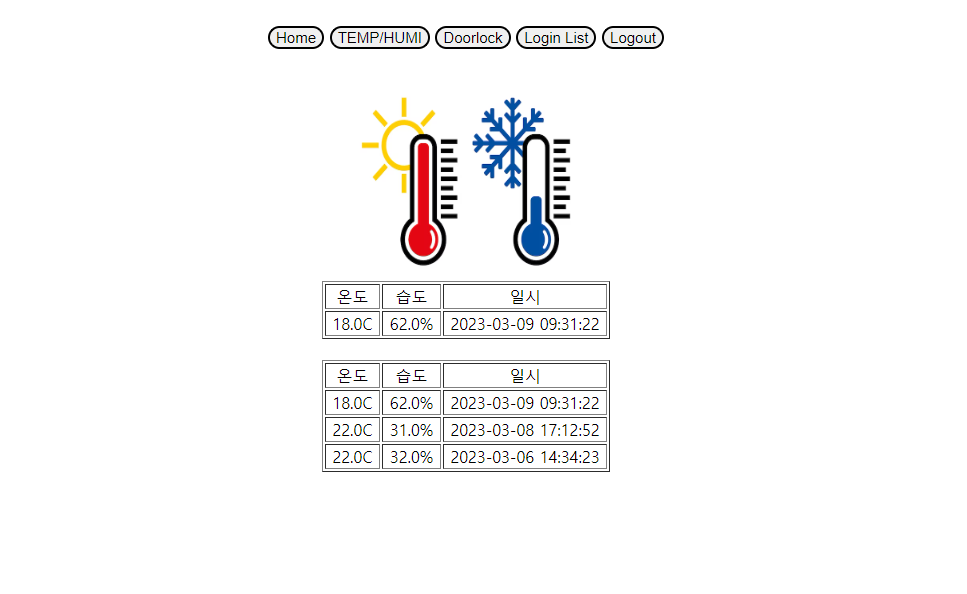 Home TEMP/HUMI Doorlock Login List Logout
온도 습도 일시
18.0C 62.0% 2023-03-09 09:31:22
온도 습도 일시
18.0C 62.0% 2023-03-09 09:31:22
22.0C 31.0% 2023-03-08 17:12:52
22.0C 32.0% 2023-03-06 14:34:23